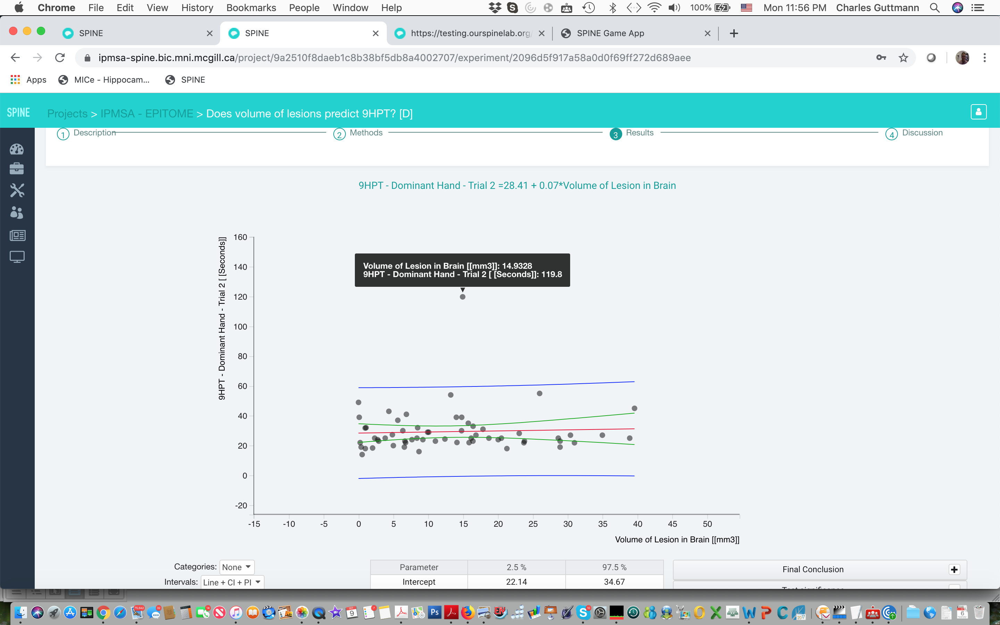 Chrome File Edit View History Bookmarks People Window Help 100% Mon 11:56 PM Charles Guttmann
SPINE SPINE https://testing.ourspinelab.org/ SPINE Game App
ipmsa-spine.bic.mni.mcgill.ca/project/9a2510f8daeb1c8b38bf5db8a4002707/experiment/2096d5f917a58a0d0f69ff272d689aee
Apps MICe - Hippocam... SPINE
SPINE Projects > IPMSA - EPITOME > Does volume of lesions predict 9HPT? [D]
1 Description 2 Methods 3 Results 4 Discussion
9HPT - Dominant Hand - Trial 2 =28.41 + 0.07*Volume of Lesion in Brain
9HPT - Dominant Hand - Trial 2 [ [Seconds]]
160
140
120
100
80
60
40
20
0
-20
Volume of Lesion in Brain [[mm3]]: 14.9328
9HPT - Dominant Hand - Trial 2 [ [Seconds]]: 119.8
-15 -10 -5 0 5 10 15 20 25 30 35 40 45 50
Volume of Lesion in Brain [[mm3]]
Categories: None
Intervals: Line + CI + PI
Parameter 2.5 % 97.5 %
Intercept 22.14 34.67
Final Conclusion